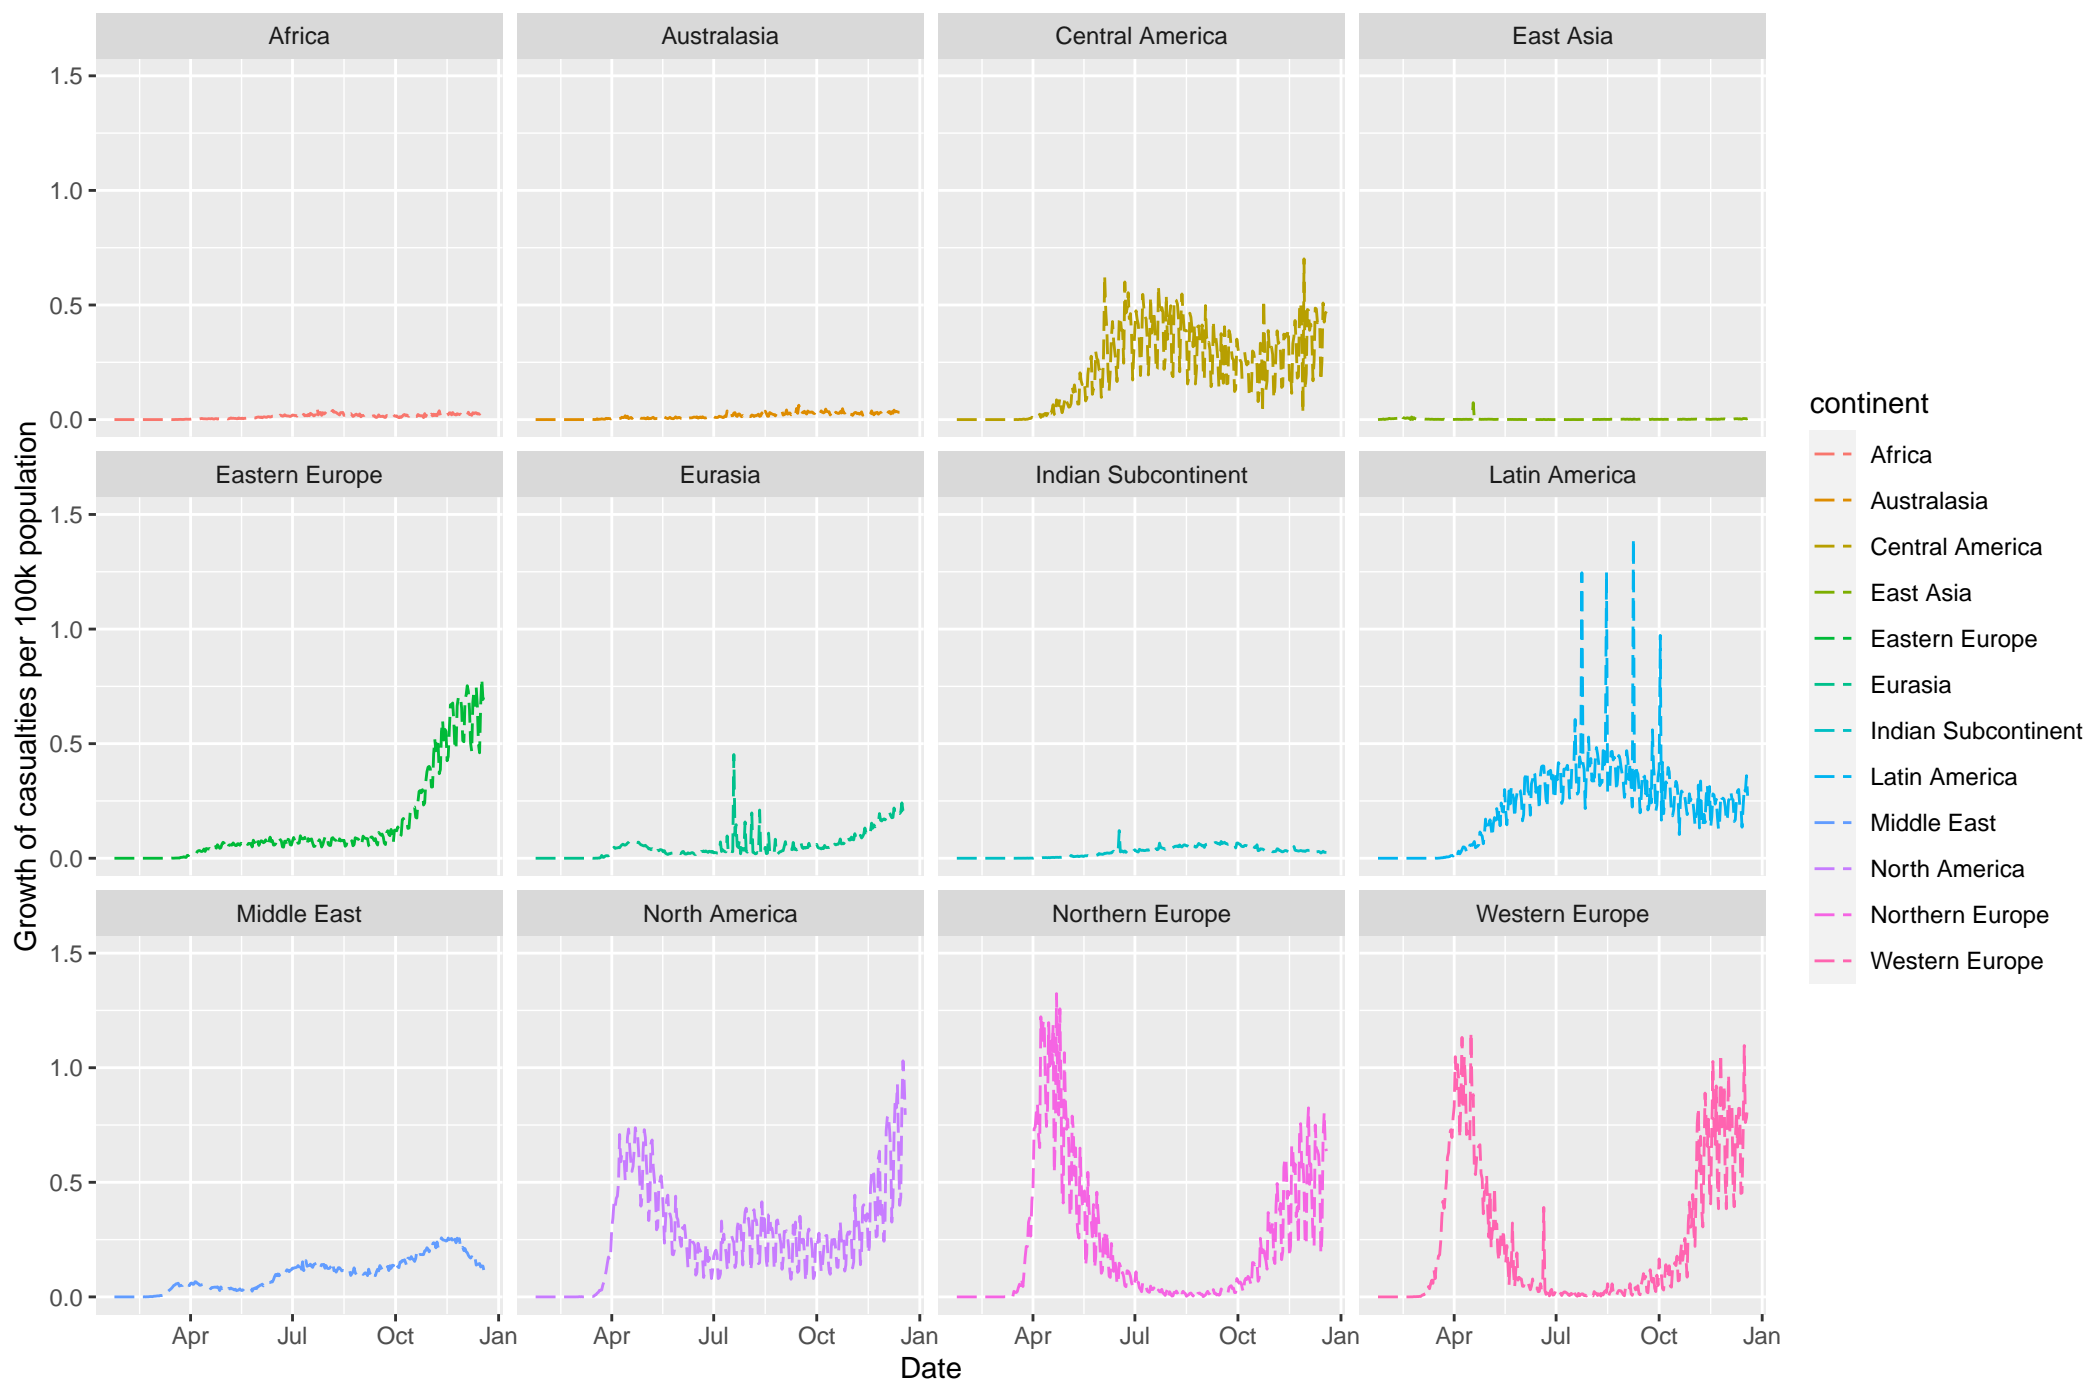 Africa
Australasia
Central America
East Asia
1.5
1.0
0.5
0.0
Eastern Europe
Eurasia
Indian Subcontinent
Latin America
1.5
1.0
0.5
0.0
Middle East
North America
Northern Europe
Western Europe
1.5
1.0
0.5
0.0
Apr Jul Oct Jan
Apr Jul Oct Jan
Apr Jul Oct Jan
Apr Jul Oct Jan
Date
Growth of casualties per 100k population
continent
Africa
Australasia
Central America
East Asia
Eastern Europe
Eurasia
Indian Subcontinent
Latin America
Middle East
North America
Northern Europe
Western Europe